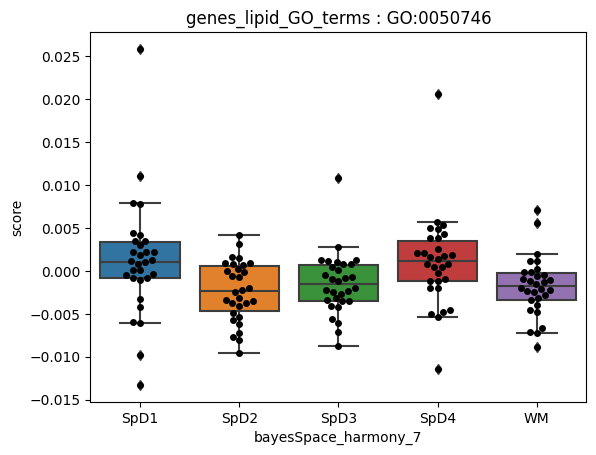 genes_lipid_GO_terms : GO:0050746
score
0.025
0.020
0.015
0.010
0.005
0.000
−0.005
−0.010
−0.015
SpD1 SpD2 SpD3 SpD4 WM
bayesSpace_harmony_7